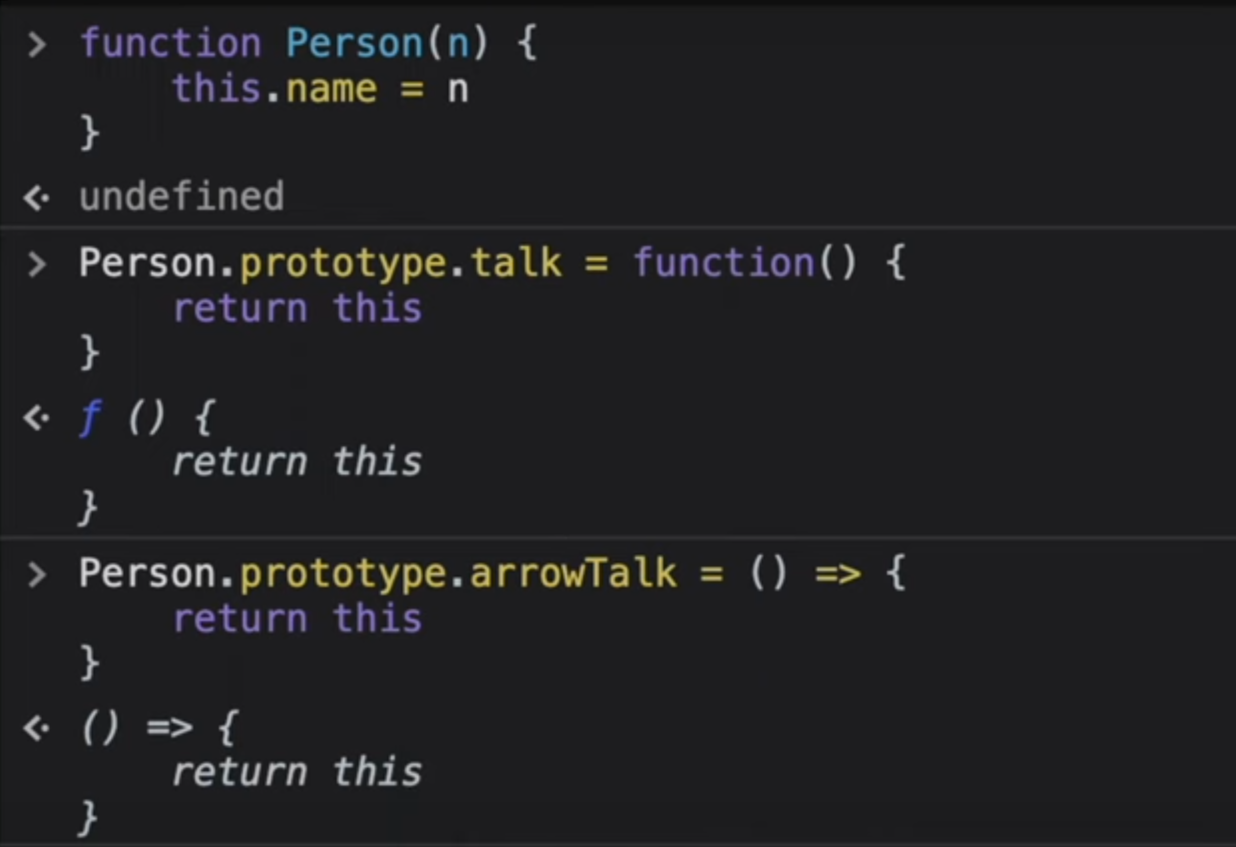 > function Person(n) {
    this.name = n
}
<· undefined
> Person.prototype.talk = function() {
    return this
}
<· ƒ () {
    return this
}
> Person.prototype.arrowTalk = () => {
    return this
}
<· () => {
    return this
}